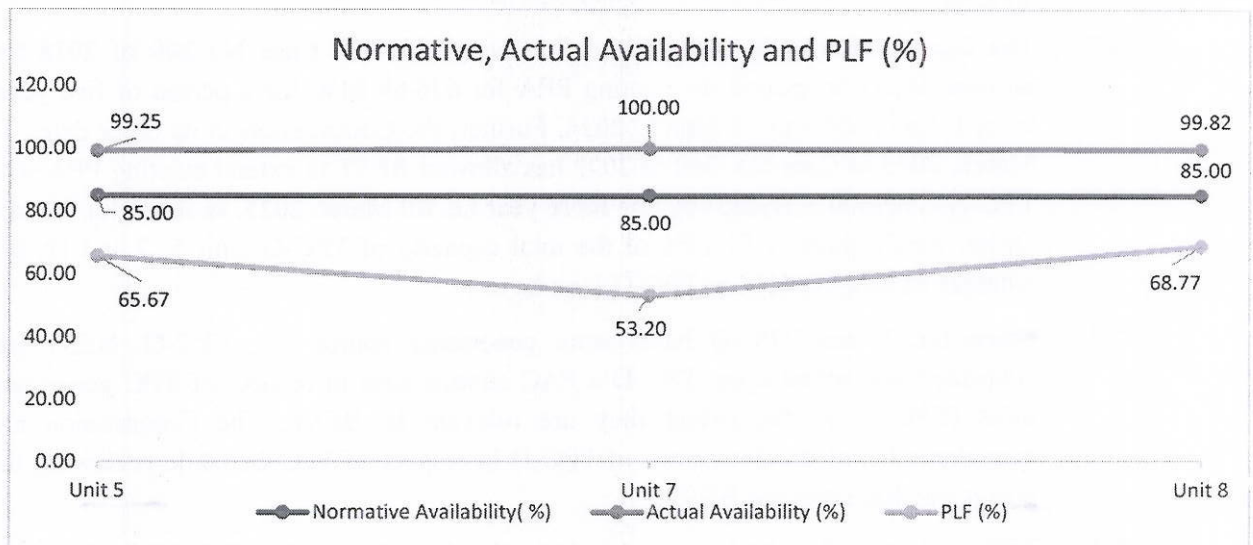 Normative, Actual Availability and PLF (%)
120.00
100.00
80.00
60.00
40.00
20.00
0.00
99.25
100.00
99.82
85.00
85.00
85.00
65.67
53.20
68.77
Unit 5
Unit 7
Unit 8
Normative Availability( %)
Actual Availability (%)
PLF (%)